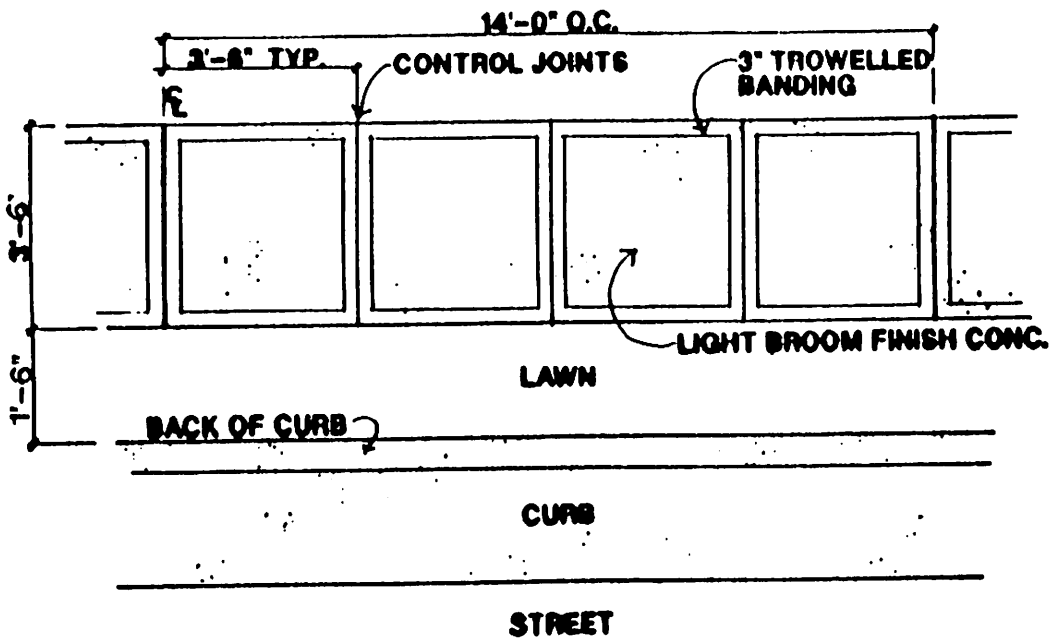 14'-0" O.C.
3'-6" TYP.
CONTROL JOINTS
3" TROWELLED
BANDING
℄
3'-6"
LIGHT BROOM FINISH CONC.
1'-6"
LAWN
BACK OF CURB
CURB
STREET